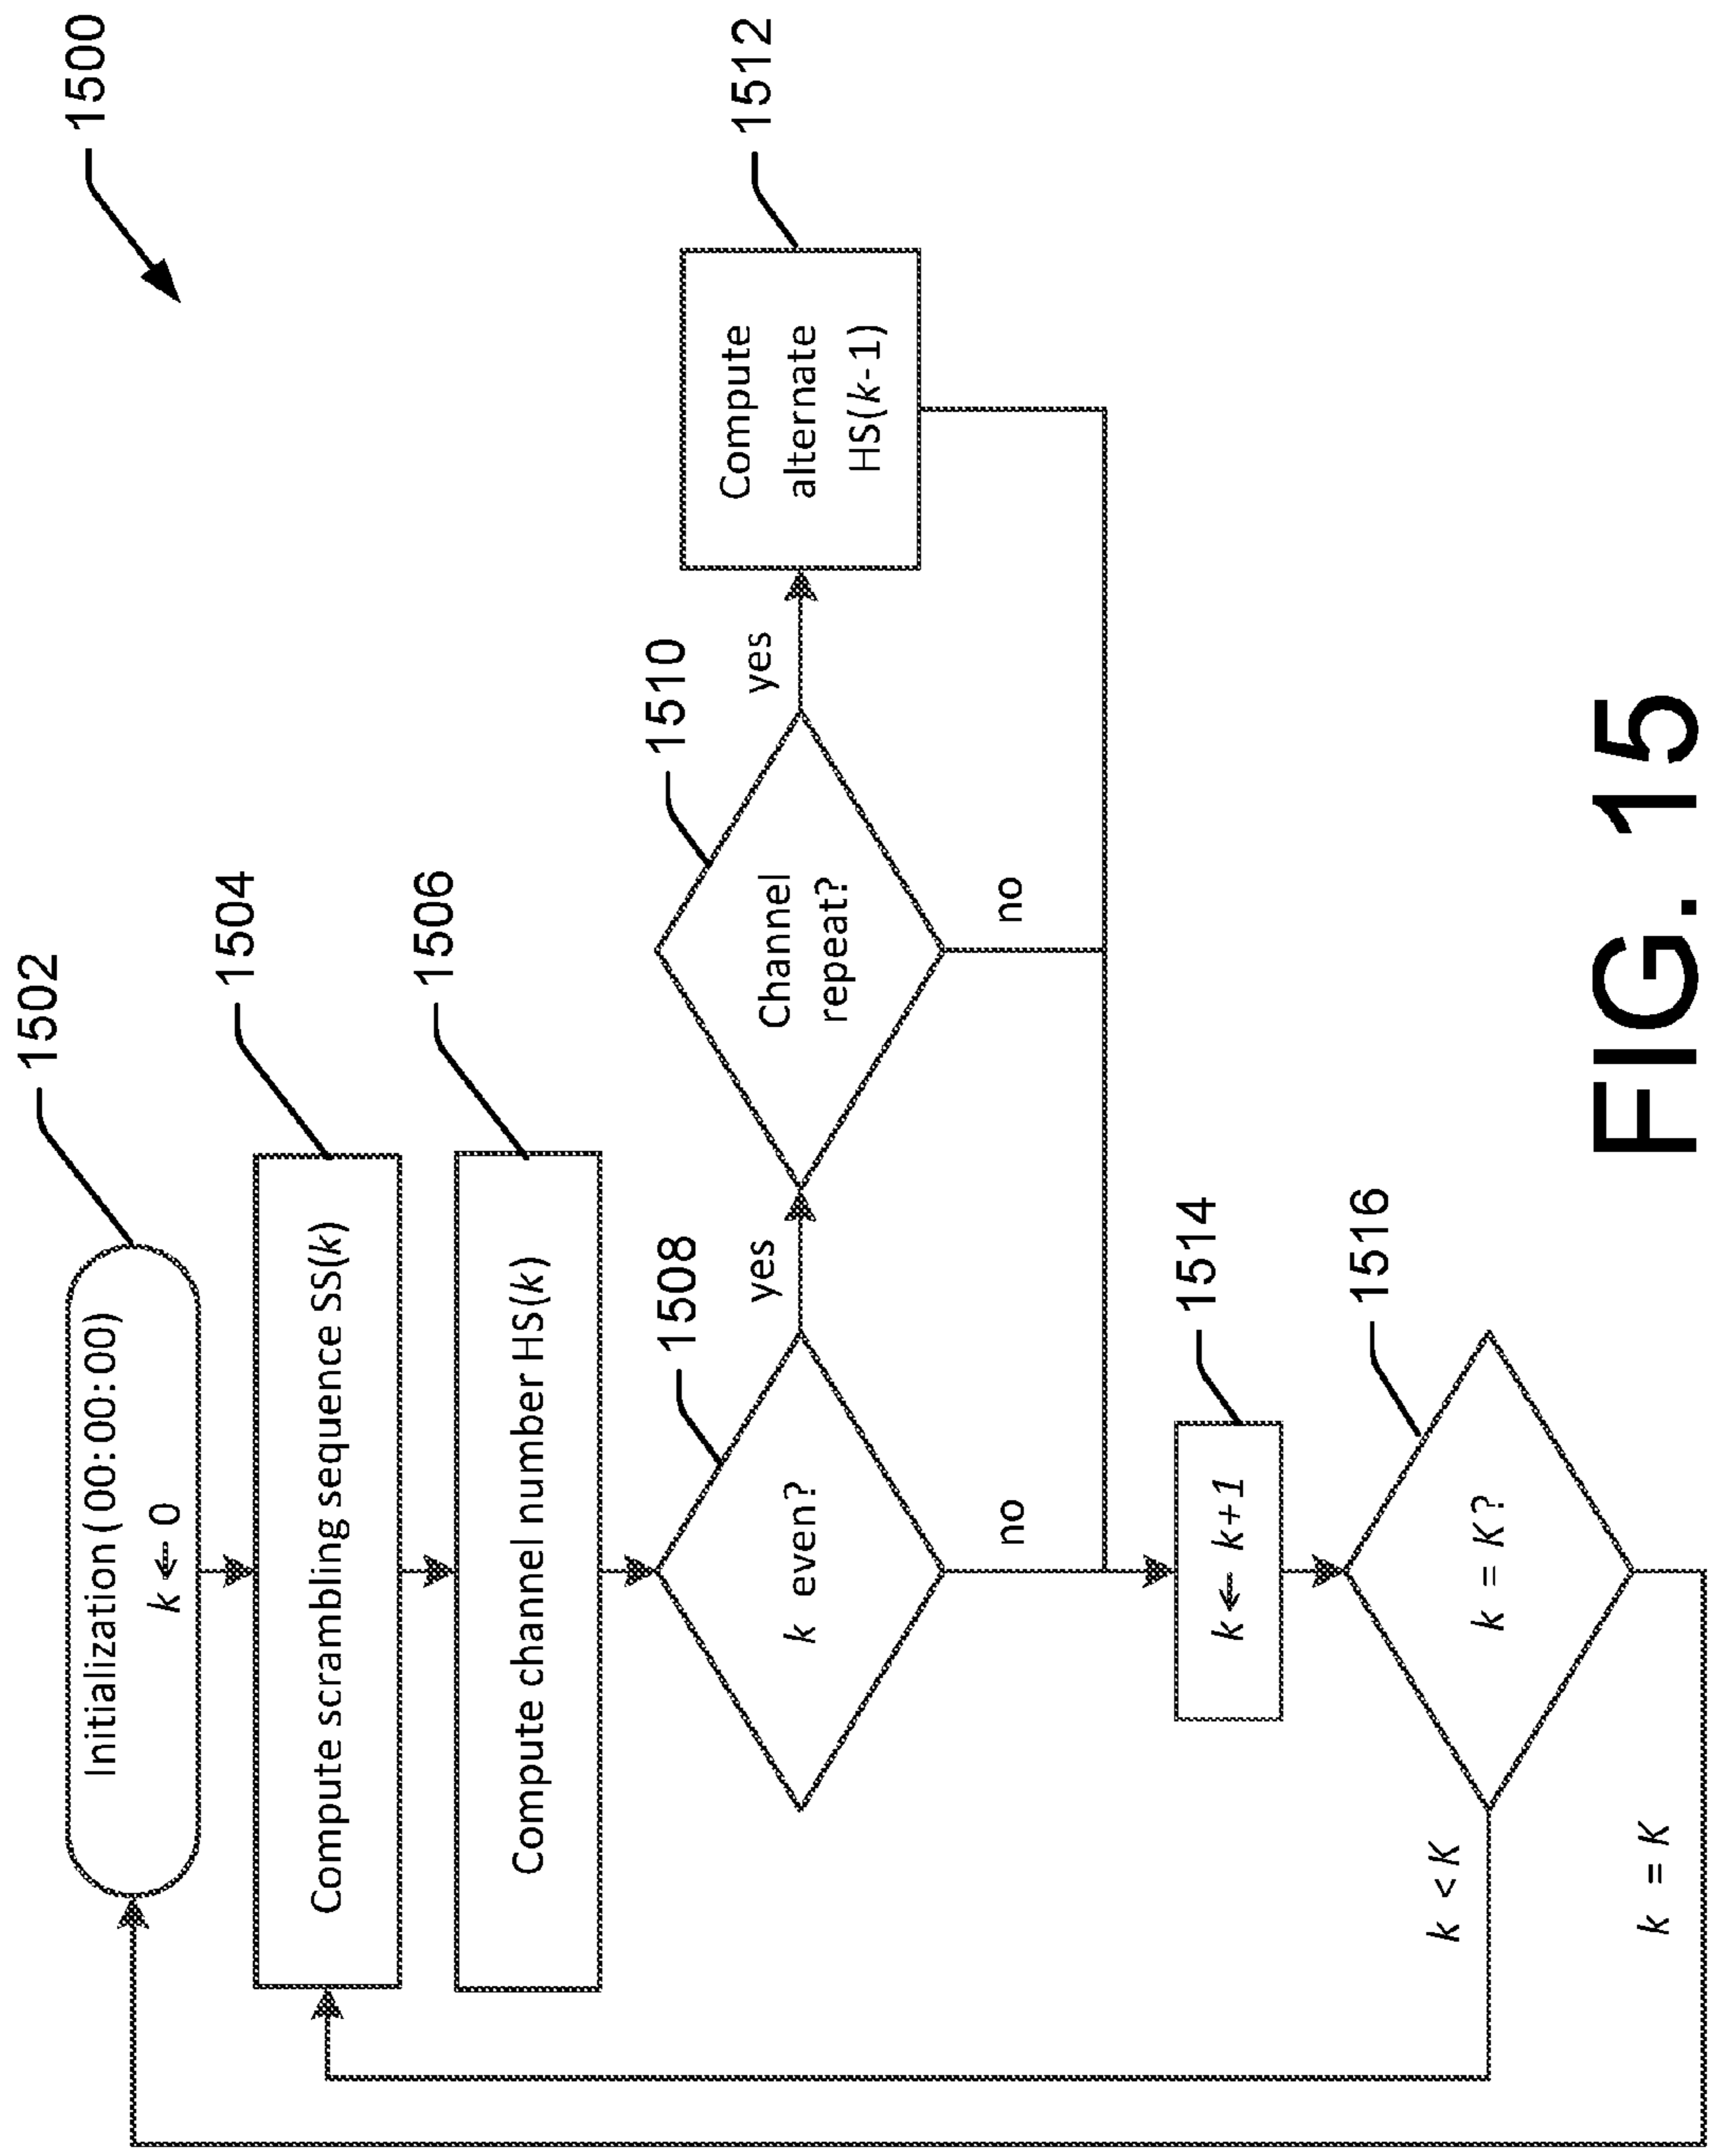 1500
1502
Initialization (00:00:00)
k ← 0
1504
Compute scrambling sequence SS(k)
1506
Compute channel number HS(k)
1508
k even?
yes
no
1510
Channel
repeat?
yes
no
1512
Compute
alternate
HS(k-1)
1514
k ← k+1
1516
k = K?
k < K
k = K
FIG. 15